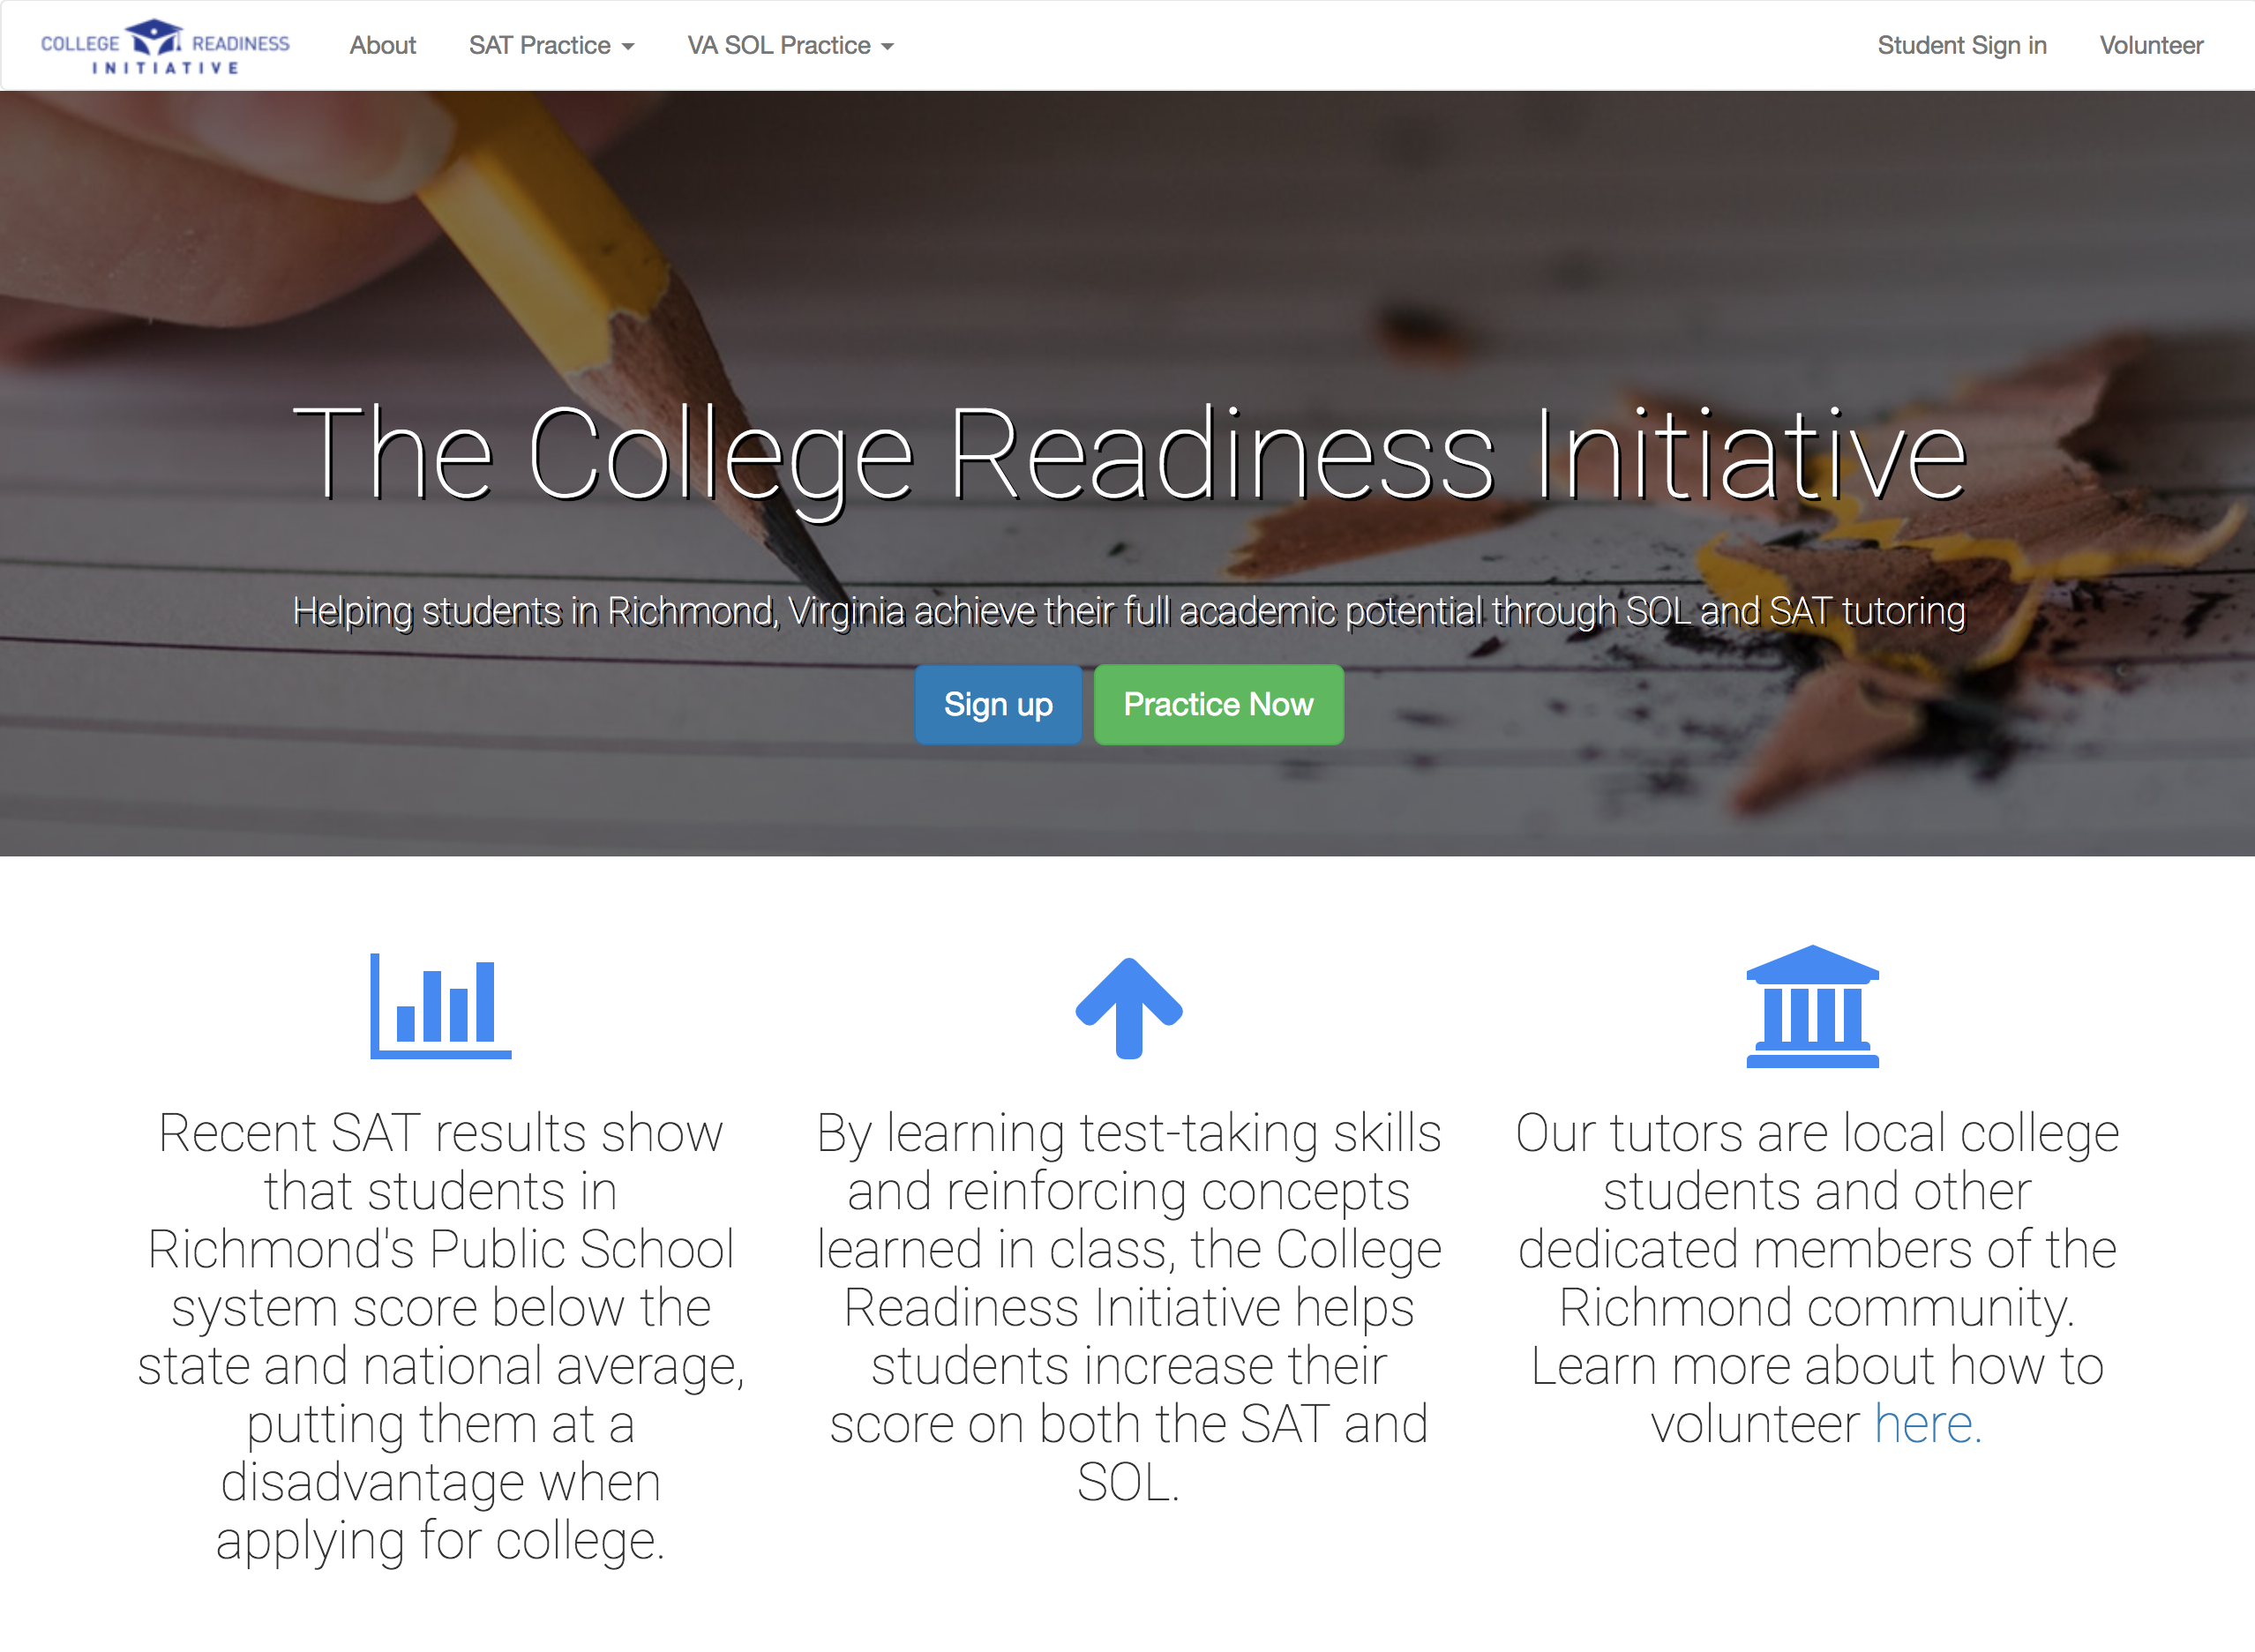 COLLEGE READINESS
INITIATIVE
About
SAT Practice
VA SOL Practice
Student Sign in
Volunteer
The College Readiness Initiative
Helping students in Richmond, Virginia achieve their full academic potential through SOL and SAT tutoring
Sign up
Practice Now
Recent SAT results show
that students in
Richmond's Public School
system score below the
state and national average,
putting them at a
disadvantage when
applying for college.
By learning test-taking skills
and reinforcing concepts
learned in class, the College
Readiness Initiative helps
students increase their
score on both the SAT and
SOL.
Our tutors are local college
students and other
dedicated members of the
Richmond community.
Learn more about how to
volunteer here.